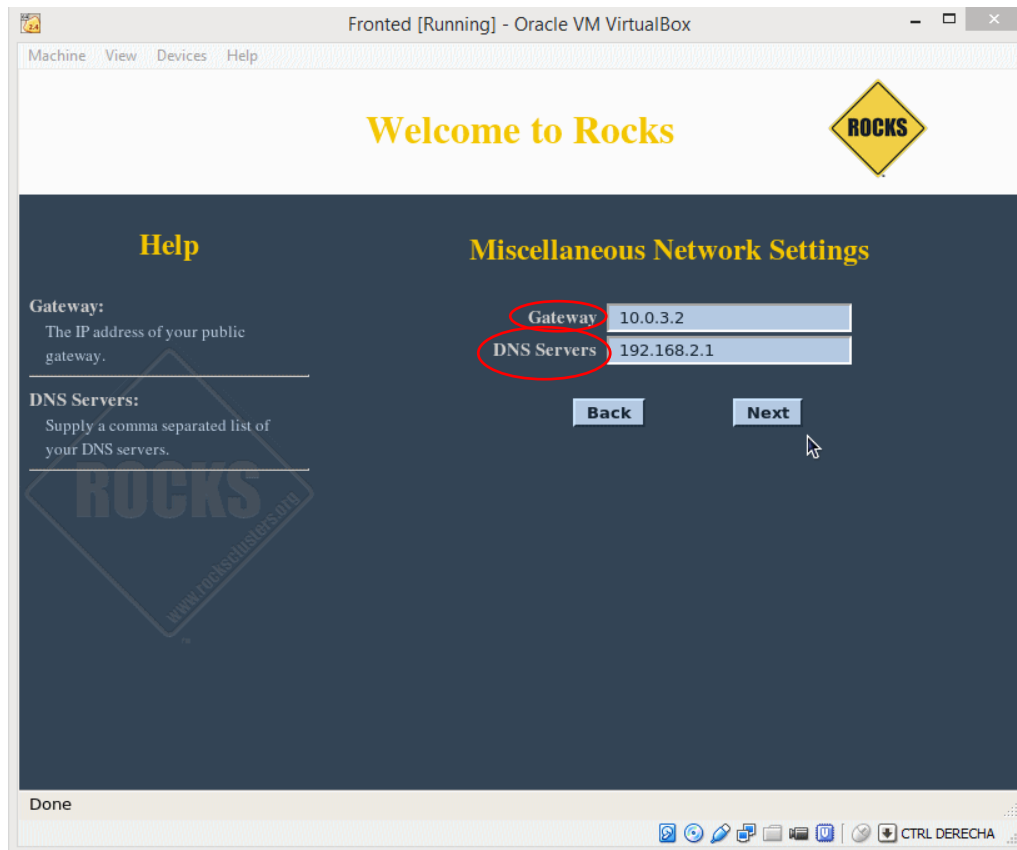 Fronted [Running] - Oracle VM VirtualBox
Machine View Devices Help
Welcome to Rocks
ROCKS
Help
Gateway:
The IP address of your public
gateway.
DNS Servers:
Supply a comma separated list of
your DNS servers.
ROCKS
www.rocksclusters.org
Miscellaneous Network Settings
Gateway 10.0.3.2
DNS Servers 192.168.2.1
Back Next
Done
CTRL DERECHA